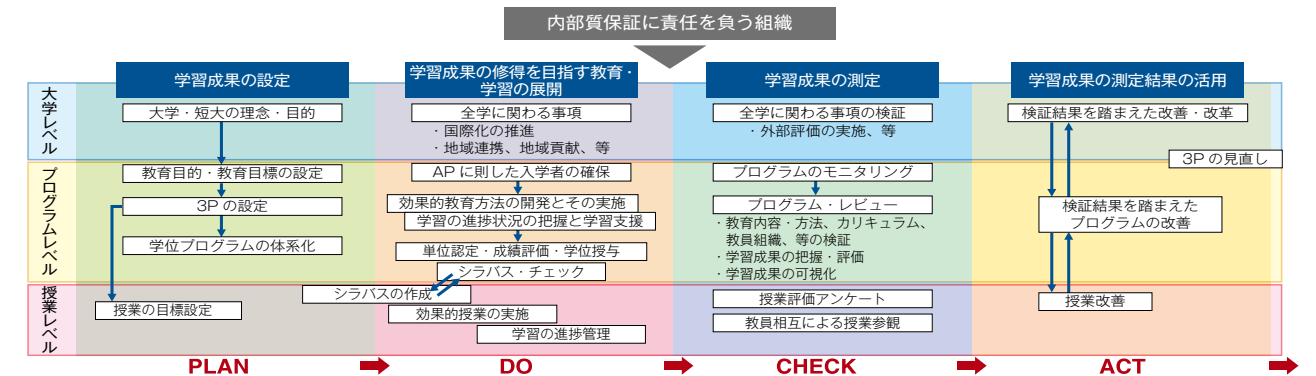 内部質保証に責任を負う組織
学習成果の設定
学習成果の修得を目指す教育・
学習の展開
学習成果の測定
学習成果の測定結果の活用
大学レベル
大学・短大の理念・目的
全学に関わる事項
・国際化の推進
・地域連携、地域貢献、等
全学に関わる事項の検証
・外部評価の実施、等
検証結果を踏まえた改善・改革
3Pの見直し
プログラムレベル
教育目的・教育目標の設定
3Pの設定
学位プログラムの体系化
APに則した入学者の確保
効果的教育方法の開発とその実施
学習の進捗状況の把握と学習支援
単位認定・成績評価・学位授与
シラバス・チェック
プログラムのモニタリング
プログラム・レビュー
・教育内容・方法、カリキュラム、
教員組織、等の検証
・学習成果の把握・評価
・学習成果の可視化
検証結果を踏まえた
プログラムの改善
授業レベル
授業の目標設定
シラバスの作成
効果的授業の実施
学習の進捗管理
授業評価アンケート
教員相互による授業参観
授業改善
PLAN
DO
CHECK
ACT